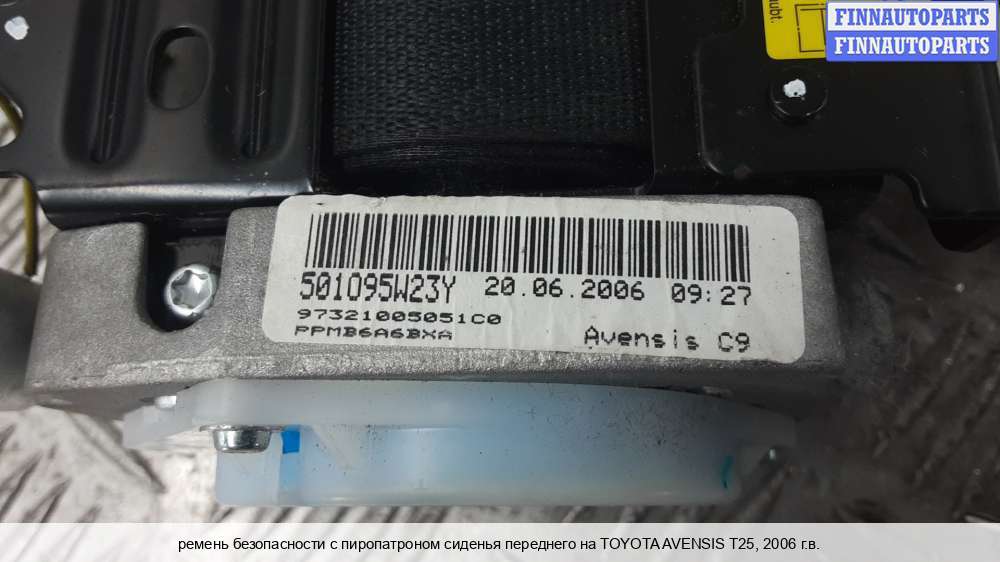 aubt.
FINNAUTOPARTS
FINNAUTOPARTS
501095W23Y 20.06.2006 09:27
97321005051C0
PPMB6A6BXA Avensis C9
ремень безопасности с пиропатроном сиденья переднего на TOYOTA AVENSIS T25, 2006 г.в.